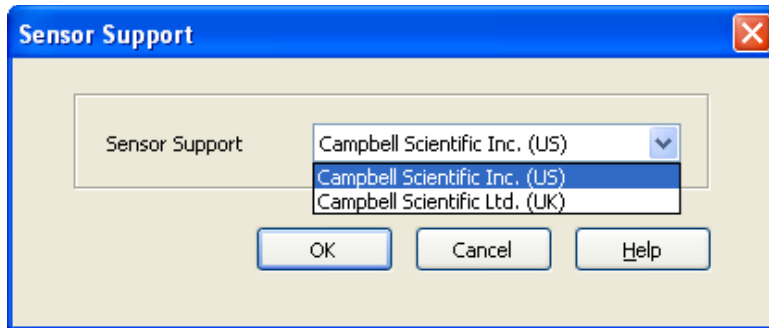 Sensor Support
Sensor Support Campbell Scientific Inc. (US)
Campbell Scientific Inc. (US)
Campbell Scientific Ltd. (UK)
OK Cancel Help